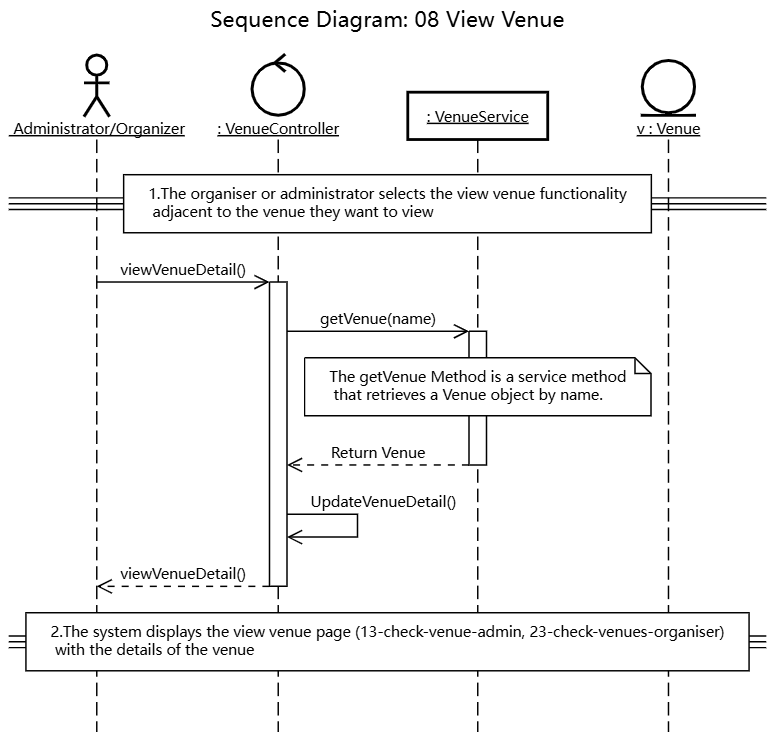 Sequence Diagram: 08 View Venue
Administrator/Organizer
: VenueController
: VenueService
v : Venue
1.The organiser or administrator selects the view venue functionality
adjacent to the venue they want to view
viewVenueDetail()
getVenue(name)
The getVenue Method is a service method
that retrieves a Venue object by name.
Return Venue
UpdateVenueDetail()
viewVenueDetail()
2.The system displays the view venue page (13-check-venue-admin, 23-check-venues-organiser)
with the details of the venue